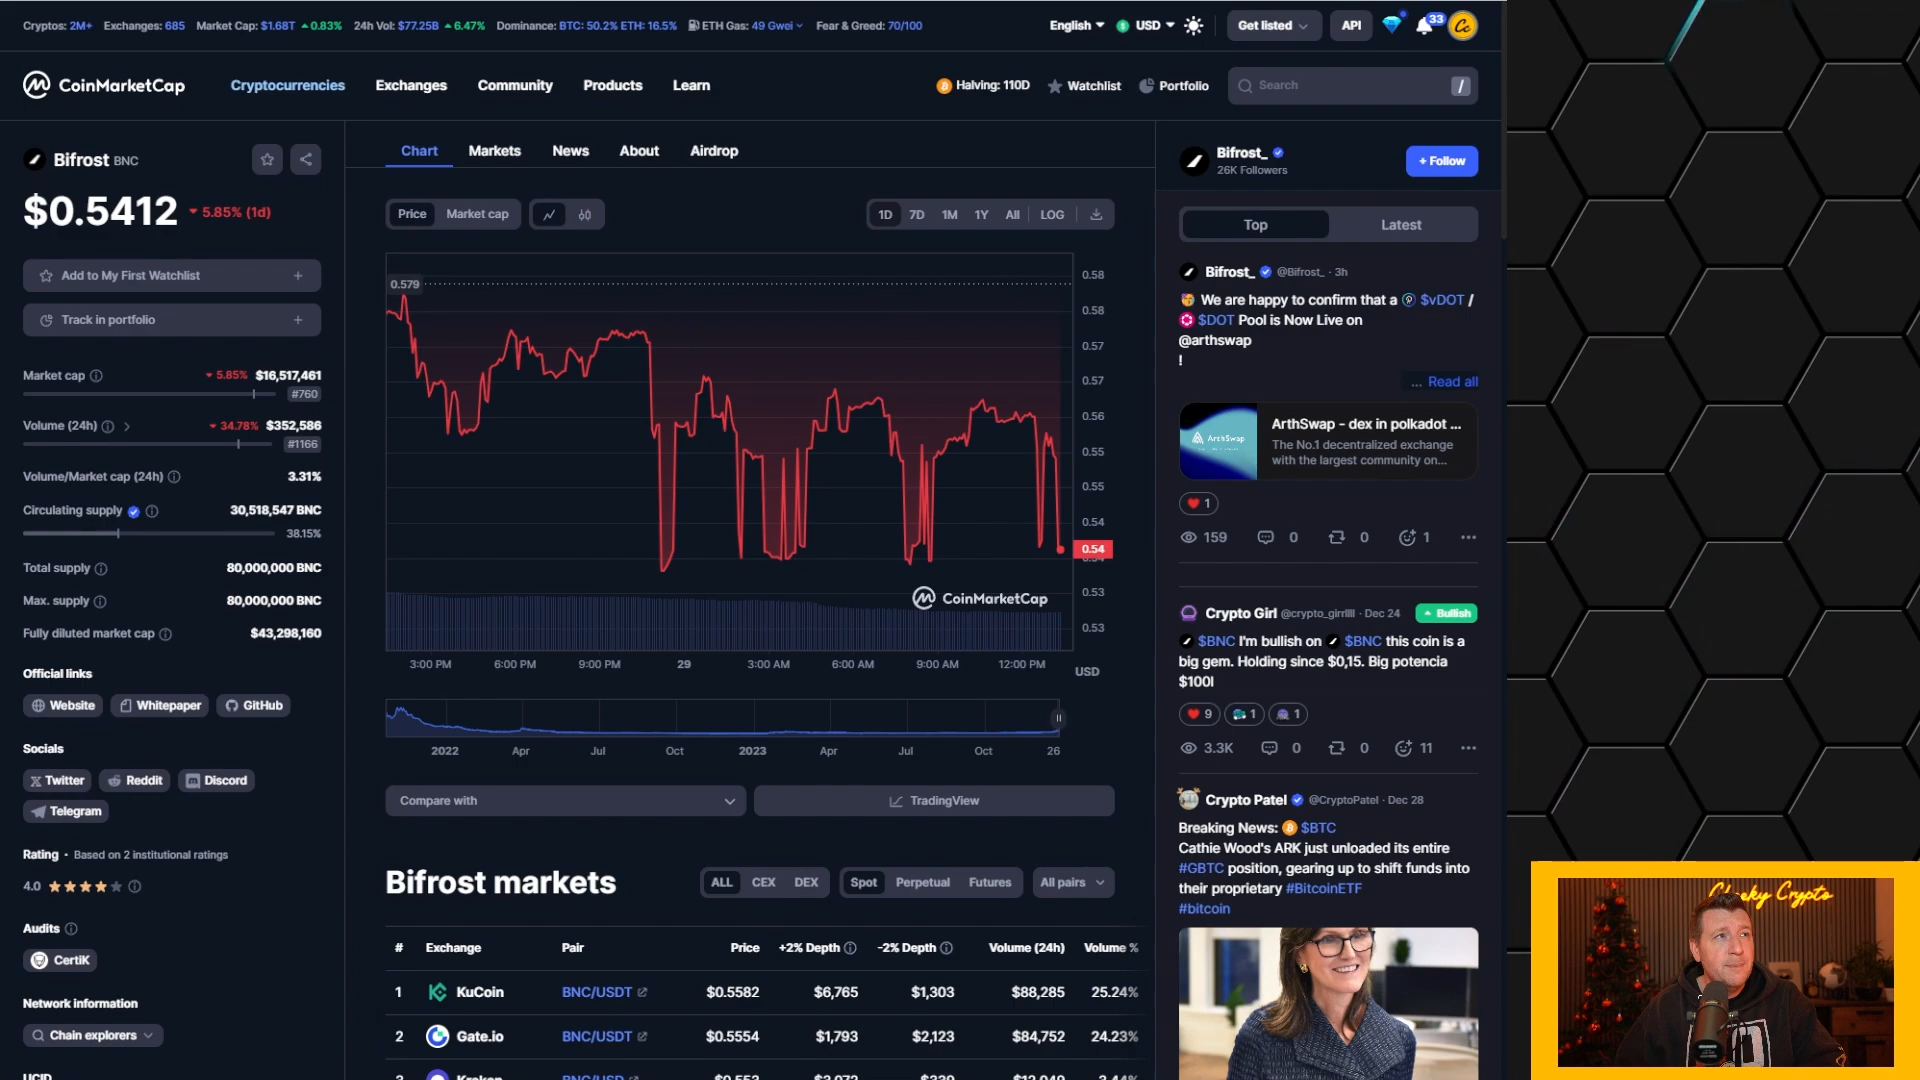 Cryptos: 2M+ Exchanges: 685 Market Cap: $1.68T 0.83% 24h Vol: $77.25B 6.47% Dominance: BTC: 50.2% ETH: 16.5% ETH Gas: 49 Gwei Fear & Greed: 70/100
English USD Get listed API 33
CoinMarketCap Cryptocurrencies Exchanges Community Products Learn
Halving: 110D Watchlist Portfolio Search /
Bifrost BNC
$0.5412 5.85% (1d)
Add to My First Watchlist +
Track in portfolio +
Market cap 5.85% $16,517,461
#760
Volume (24h) 34.78% $352,586
#1166
Volume/Market cap (24h) 3.31%
Circulating supply 30,518,547 BNC
38.15%
Total supply 80,000,000 BNC
Max. supply 80,000,000 BNC
Fully diluted market cap $43,298,160
Official links
Website Whitepaper GitHub
Socials
Twitter Reddit Discord
Telegram
Rating · Based on 2 institutional ratings
4.0
Audits
CertiK
Network information
Chain explorers
UCID
Chart Markets News About Airdrop
Price Market cap
1D 7D 1M 1Y All LOG
0.579
0.58
0.58
0.57
0.57
0.56
0.55
0.55
0.54
0.54
0.53
0.53
CoinMarketCap
3:00 PM 6:00 PM 9:00 PM 29 3:00 AM 6:00 AM 9:00 AM 12:00 PM
USD
2022 Apr Jul Oct 2023 Apr Jul Oct 26
Compare with TradingView
Bifrost markets ALL CEX DEX Spot Perpetual Futures All pairs
# Exchange Pair Price +2% Depth -2% Depth Volume (24h) Volume %
1 KuCoin BNC/USDT $0.5582 $6,765 $1,303 $88,285 25.24%
2 Gate.io BNC/USDT $0.5554 $1,793 $2,123 $84,752 24.23%
Kraken BNC/USD
Bifrost_
26K Followers
+ Follow
Top Latest
Bifrost_ @Bifrost_ · 3h
We are happy to confirm that a $vDOT /
$DOT Pool is Now Live on
@arthswap
!
... Read all
ArthSwap
ArthSwap - dex in polkadot ...
The No.1 decentralized exchange
with the largest community on...
1
159 0 0 1
Crypto Girl @crypto_girrllll · Dec 24 Bullish
$BNC I'm bullish on $BNC this coin is a
big gem. Holding since $0,15. Big potencia
$100!
9 1 1
3.3K 0 0 11
Crypto Patel @CryptoPatel · Dec 28
Breaking News: $BTC
Cathie Wood's ARK just unloaded its entire
#GBTC position, gearing up to shift funds into
their proprietary #BitcoinETF
#bitcoin
Cheeky Crypto